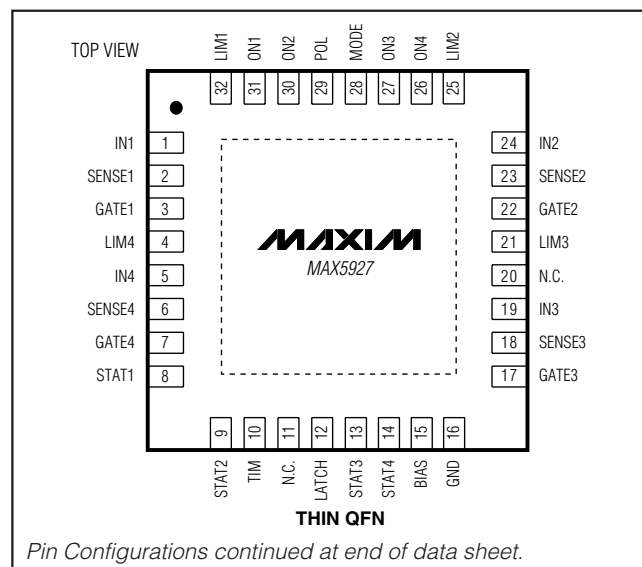 TOP VIEW
LIM1 ON1 ON2 POL MODE ON3 ON4 LIM2
32 31 30 29 28 27 26 25
IN1 1
SENSE1 2
GATE1 3
LIM4 4
IN4 5
SENSE4 6
GATE4 7
STAT1 8
MAXIM
MAX5927
24 IN2
23 SENSE2
22 GATE2
21 LIM3
20 N.C.
19 IN3
18 SENSE3
17 GATE3
9 10 11 12 13 14 15 16
STAT2 TIM N.C. LATCH STAT3 STAT4 BIAS GND
THIN QFN
Pin Configurations continued at end of data sheet.